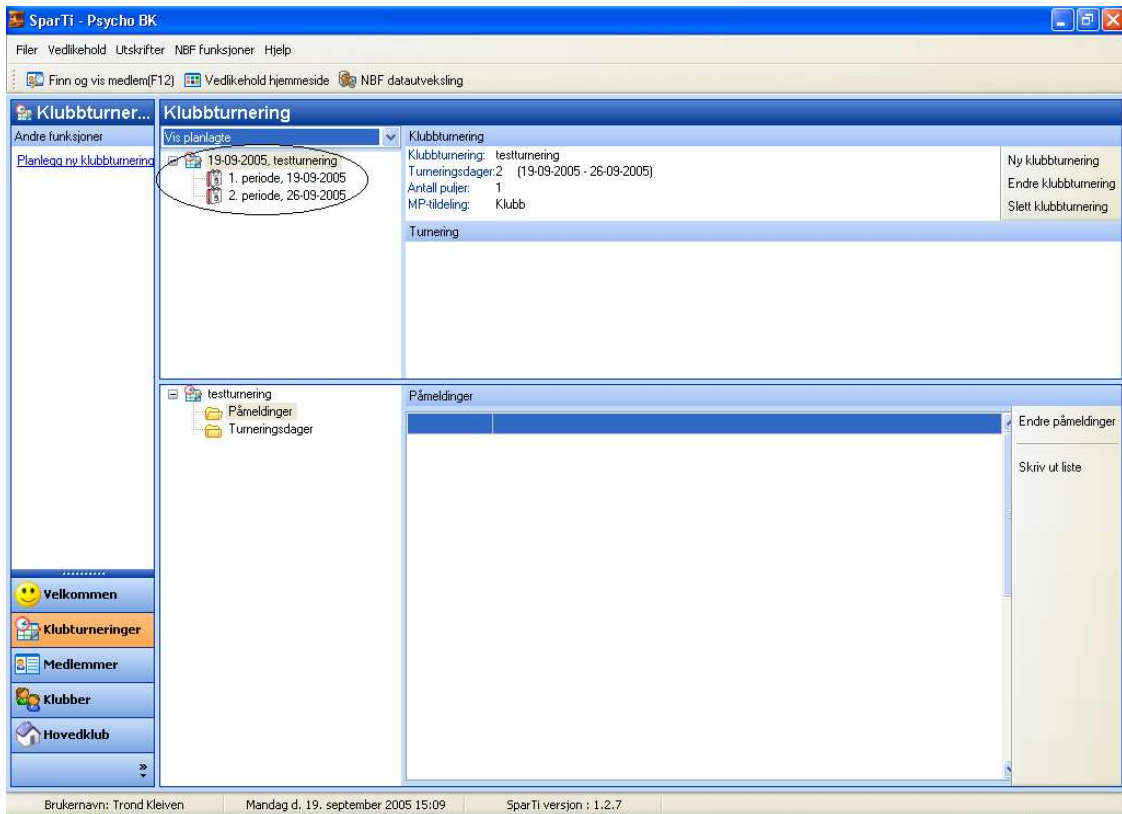 SparTi - Psycho BK
Filer Vedlikehold Utskrifter NBF funksjoner Hjelp
Finn og vis medlem(F12) Vedlikehold hjemmeside NBF datautveksling
Klubbturner...
Andre funksjoner
Planlegg ny klubbturnering
Klubbturnering
Vis planlagte
19-09-2005, testturnering
1. periode, 19-09-2005
2. periode, 26-09-2005
Klubbturnering
Klubbturnering: testturnering
Turneringsdager: 2 (19-09-2005 - 26-09-2005)
Antall puljer: 1
MP-tildeling: Klubb
Ny klubbturnering
Endre klubbturnering
Slett klubbturnering
Turnering
testturnering
Påmeldinger
Turneringsdager
Påmeldinger
Endre påmeldinger
Skriv ut liste
Velkommen
Klubturneringer
Medlemmer
Klubber
Hovedklub
Brukernavn: Trond Kleiven Mandag d. 19. september 2005 15:09 SparTi versjon : 1.2.7